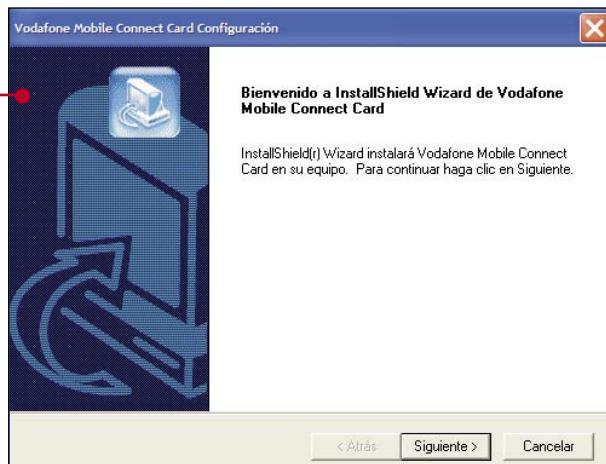 Vodafone Mobile Connect Card Configuración
Bienvenido a InstallShield Wizard de Vodafone
Mobile Connect Card
InstallShield(r) Wizard instalará Vodafone Mobile Connect
Card en su equipo. Para continuar haga clic en Siguiente.
< Atrás
Siguiente >
Cancelar